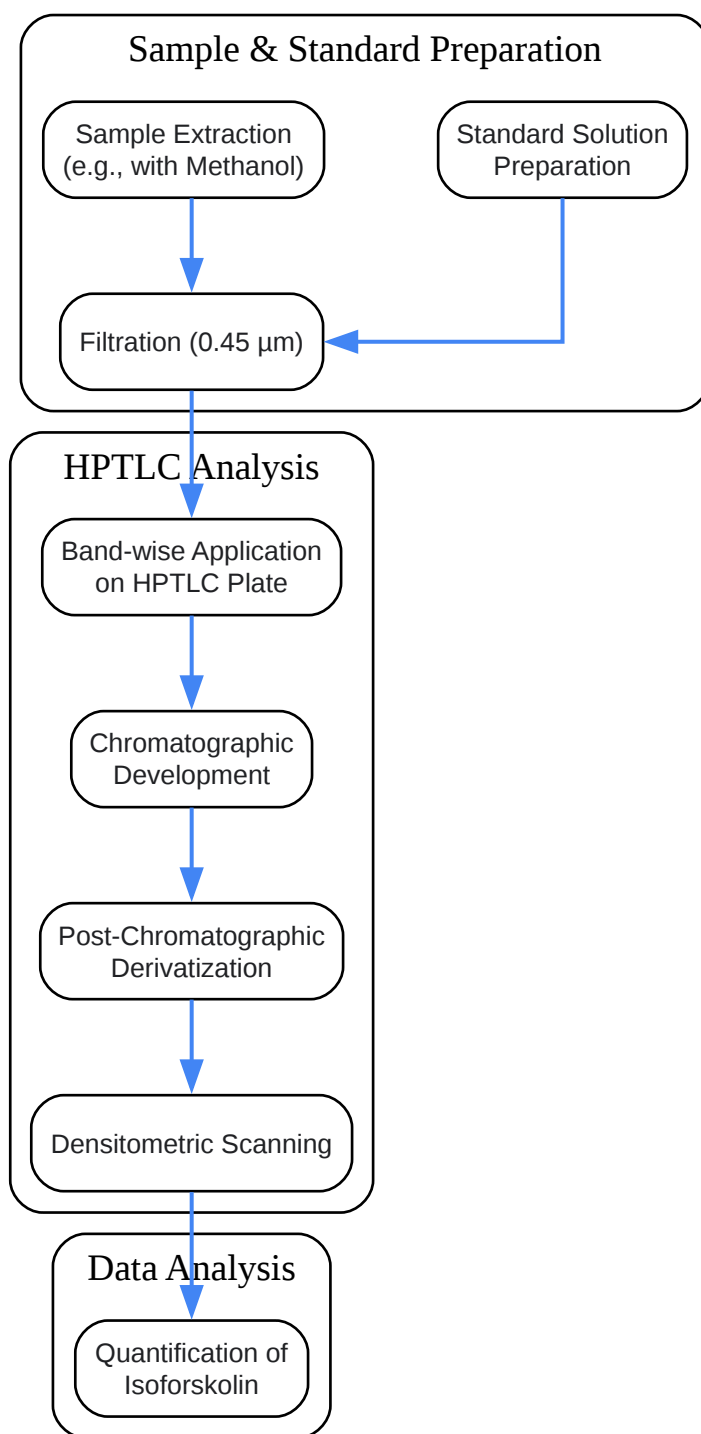 Sample & Standard Preparation
Sample Extraction
(e.g., with Methanol)
Standard Solution
Preparation
Filtration (0.45 µm)
HPTLC Analysis
Band-wise Application
on HPTLC Plate
Chromatographic
Development
Post-Chromatographic
Derivatization
Densitometric Scanning
Data Analysis
Quantification of
Isoforskolin